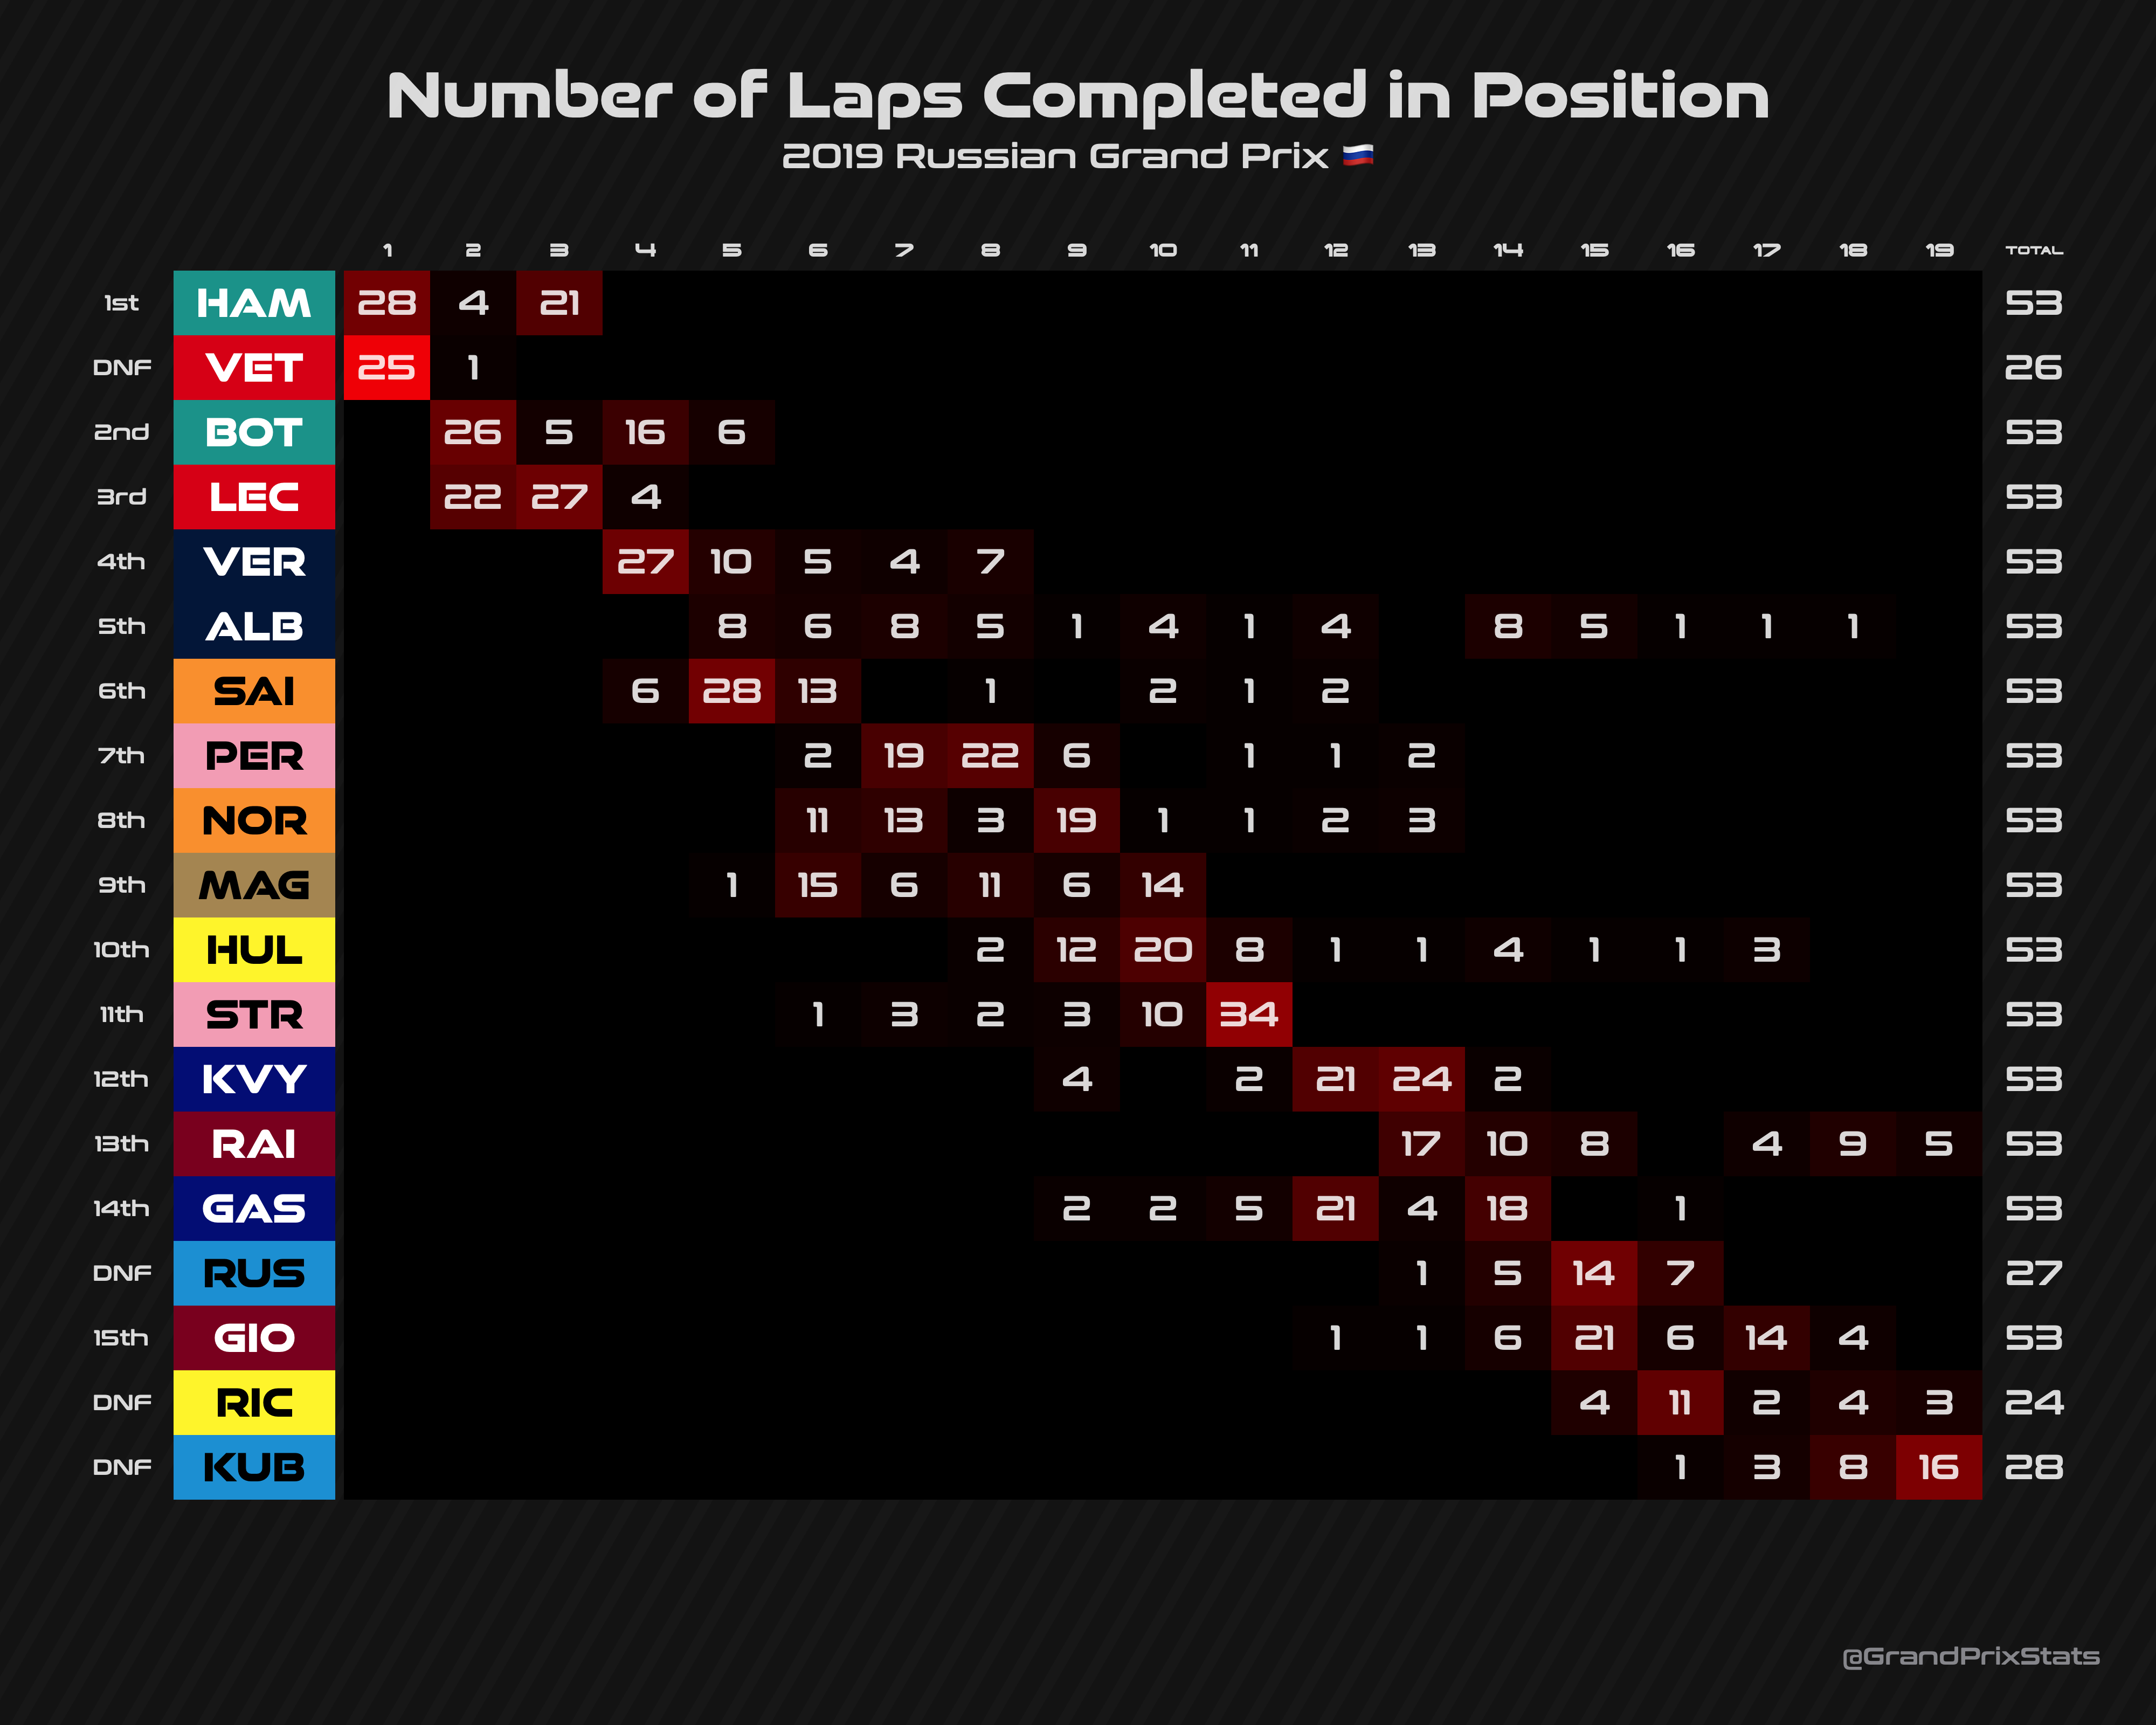 Number of Laps Completed in Position
2019 Russian Grand Prix 🇷🇺
1 2 3 4 5 6 7 8 9 10 11 12 13 14 15 16 17 18 19 TOTAL
1st HAM 28 4 21 53
DNF VET 25 1 26
2nd BOT 26 5 16 6 53
3rd LEC 22 27 4 53
4th VER 27 10 5 4 7 53
5th ALB 8 6 8 5 1 4 1 4 8 5 1 1 1 53
6th SAI 6 28 13 1 2 1 2 53
7th PER 2 19 22 6 1 1 2 53
8th NOR 11 13 3 19 1 1 2 3 53
9th MAG 1 15 6 11 6 14 53
10th HUL 2 12 20 8 1 1 4 1 1 3 53
11th STR 1 3 2 3 10 34 53
12th KVY 4 2 21 24 2 53
13th RAI 17 10 8 4 9 5 53
14th GAS 2 2 5 21 4 18 1 53
DNF RUS 1 5 14 7 27
15th GIO 1 1 6 21 6 14 4 53
DNF RIC 4 11 2 4 3 24
DNF KUB 1 3 8 16 28
@GrandPrixStats